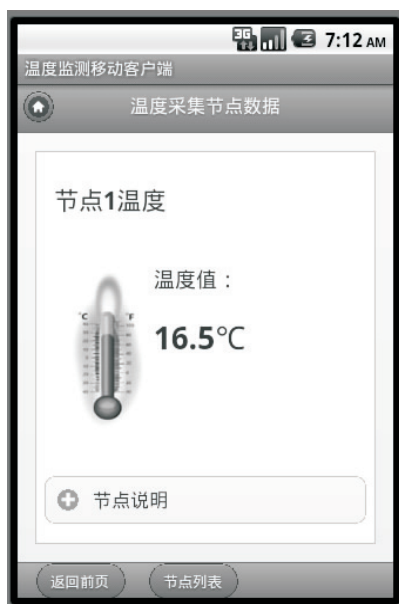 3G 7:12 AM
温度监测移动客户端
温度采集节点数据
节点1温度
温度值：
°C °F
16.5°C
节点说明
返回前页 节点列表